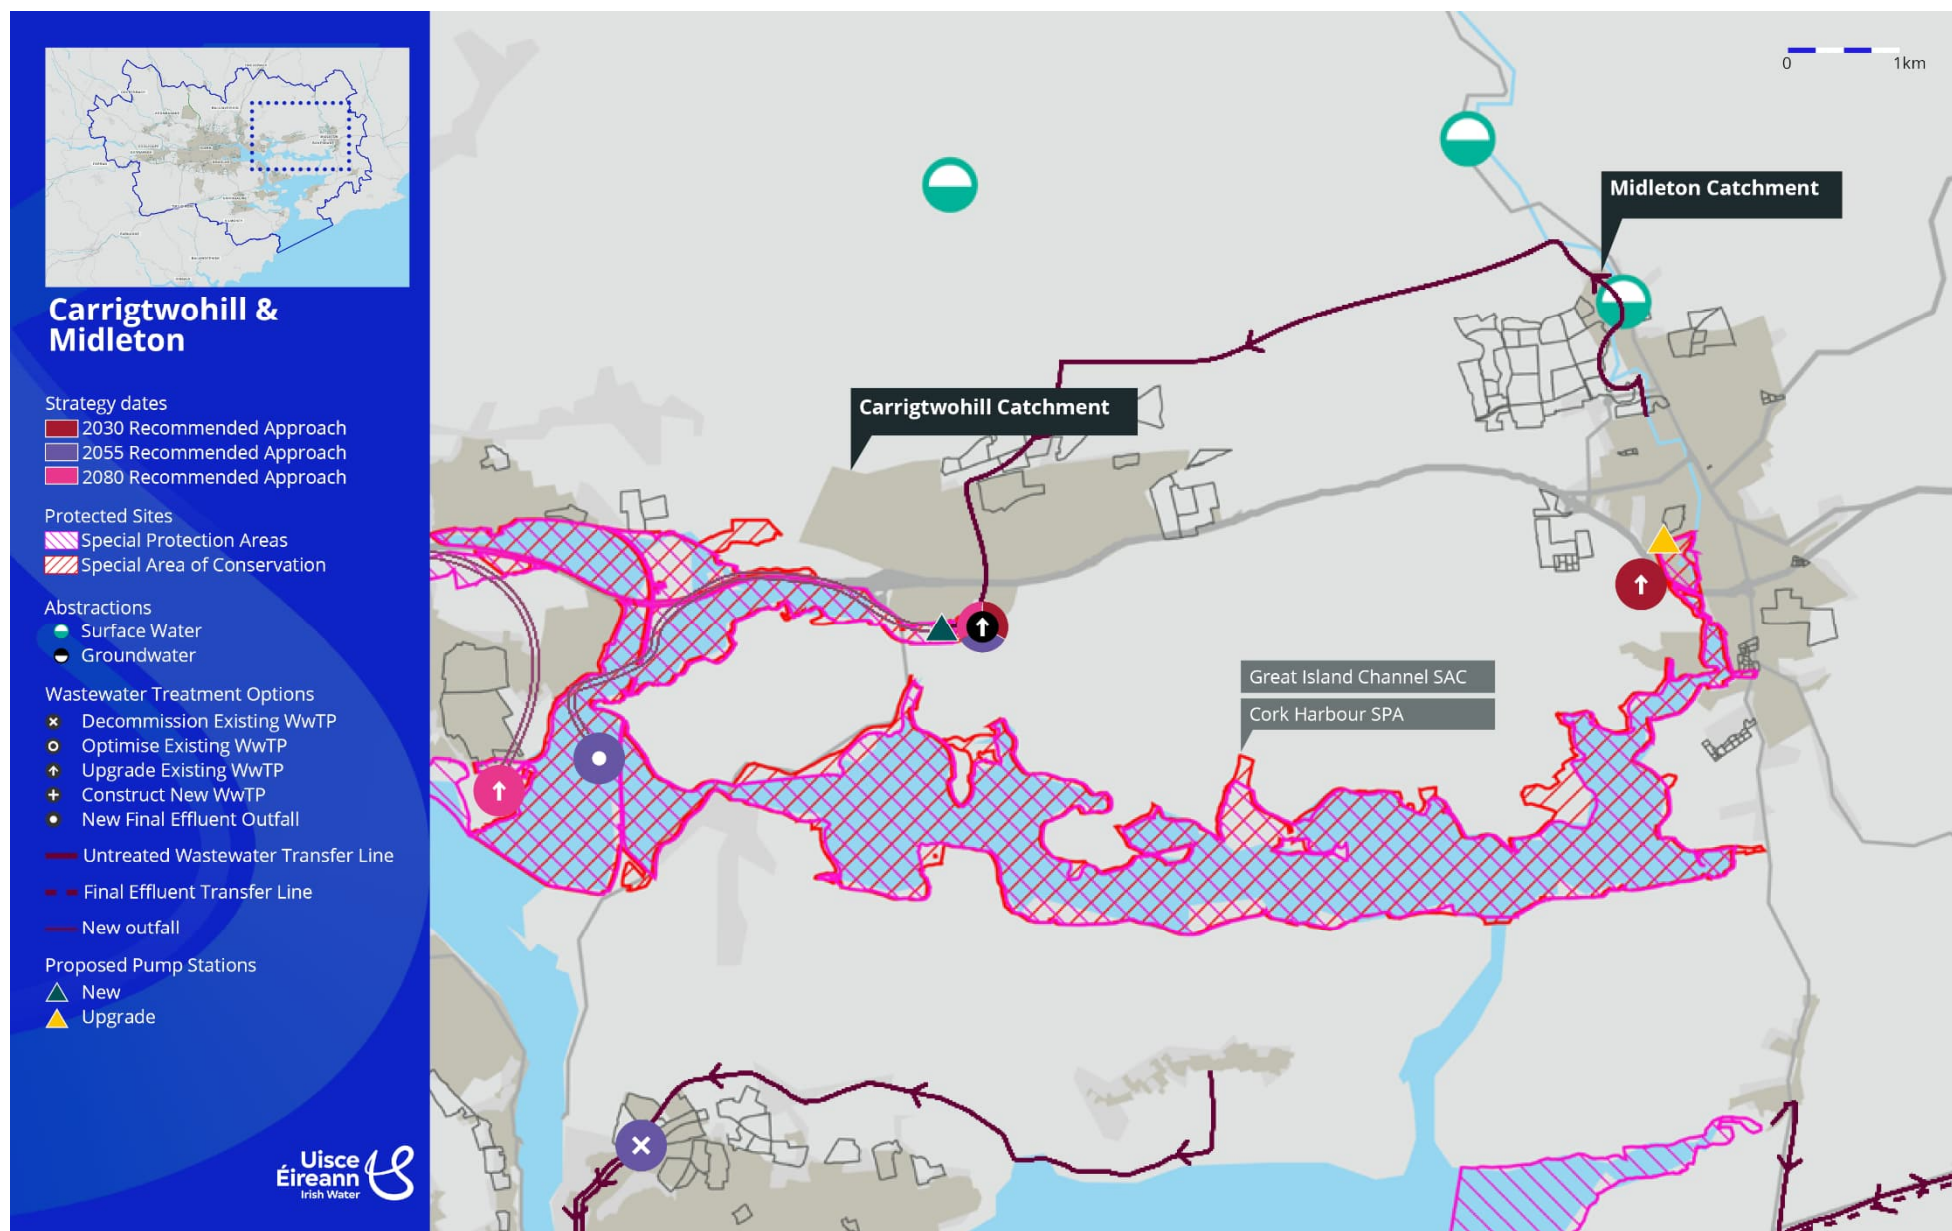 Carrigtwohill &
Midleton
Strategy dates
2030 Recommended Approach
2055 Recommended Approach
2080 Recommended Approach
Protected Sites
Special Protection Areas
Special Area of Conservation
Abstractions
Surface Water
Groundwater
Wastewater Treatment Options
Decommission Existing WwTP
Optimise Existing WwTP
Upgrade Existing WwTP
Construct New WwTP
New Final Effluent Outfall
Untreated Wastewater Transfer Line
Final Effluent Transfer Line
New outfall
Proposed Pump Stations
New
Upgrade
Uisce
Éireann
Irish Water
0 1km
Midleton Catchment
Carrigtwohill Catchment
Great Island Channel SAC
Cork Harbour SPA